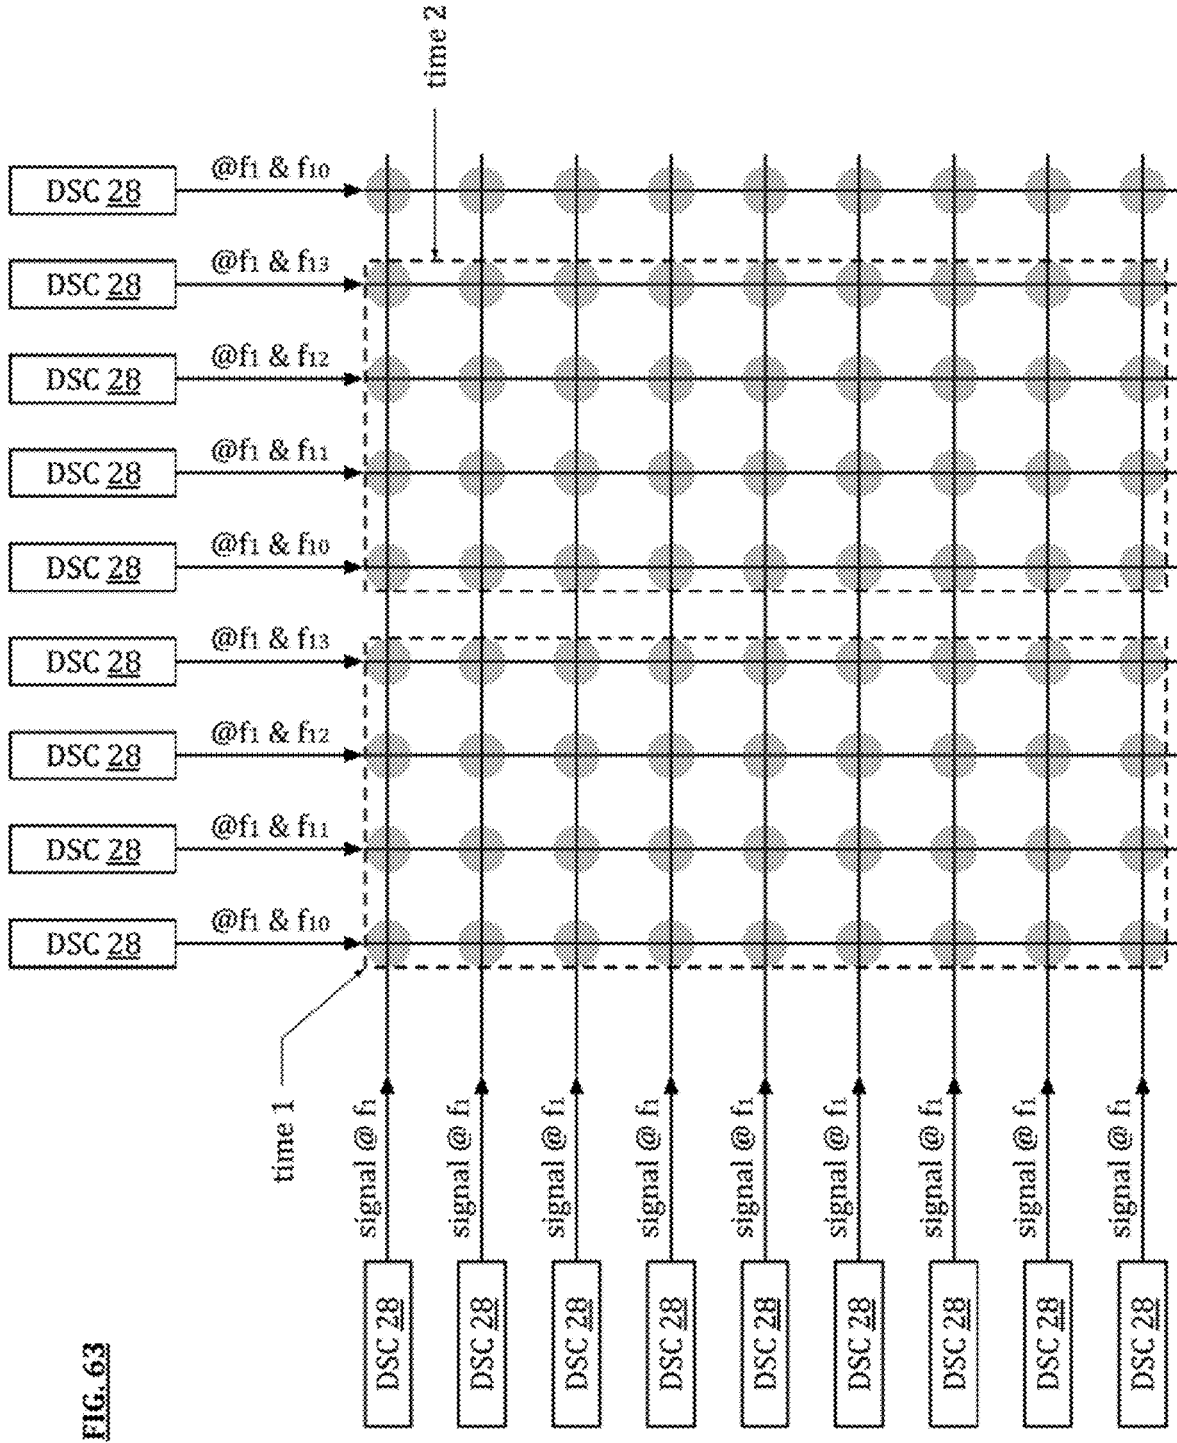 time 2
DSC 28
@f1 & f10
DSC 28
@f1 & f13
DSC 28
@f1 & f12
DSC 28
@f1 & f11
DSC 28
@f1 & f10
DSC 28
@f1 & f13
DSC 28
@f1 & f12
DSC 28
@f1 & f11
DSC 28
@f1 & f10
time 1
signal @ f1
signal @ f1
signal @ f1
signal @ f1
signal @ f1
signal @ f1
signal @ f1
signal @ f1
signal @ f1
DSC 28
DSC 28
DSC 28
DSC 28
DSC 28
DSC 28
DSC 28
DSC 28
DSC 28
FIG. 63